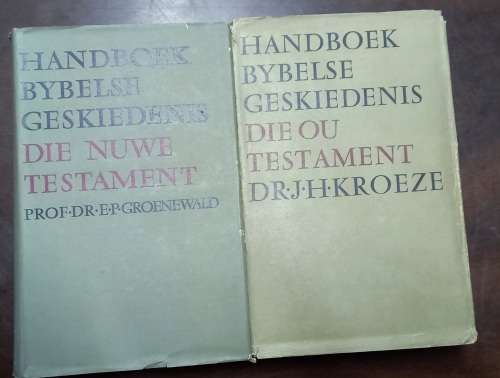 HANDBOEK
BYBELSE
GESKIEDENIS
DIE NUWE
TESTAMENT
PROF·DR·E·P·GROENEWALD
HANDBOEK
BYBELSE
GESKIEDENIS
DIE OU
TESTAMENT
DR·J·H·KROEZE